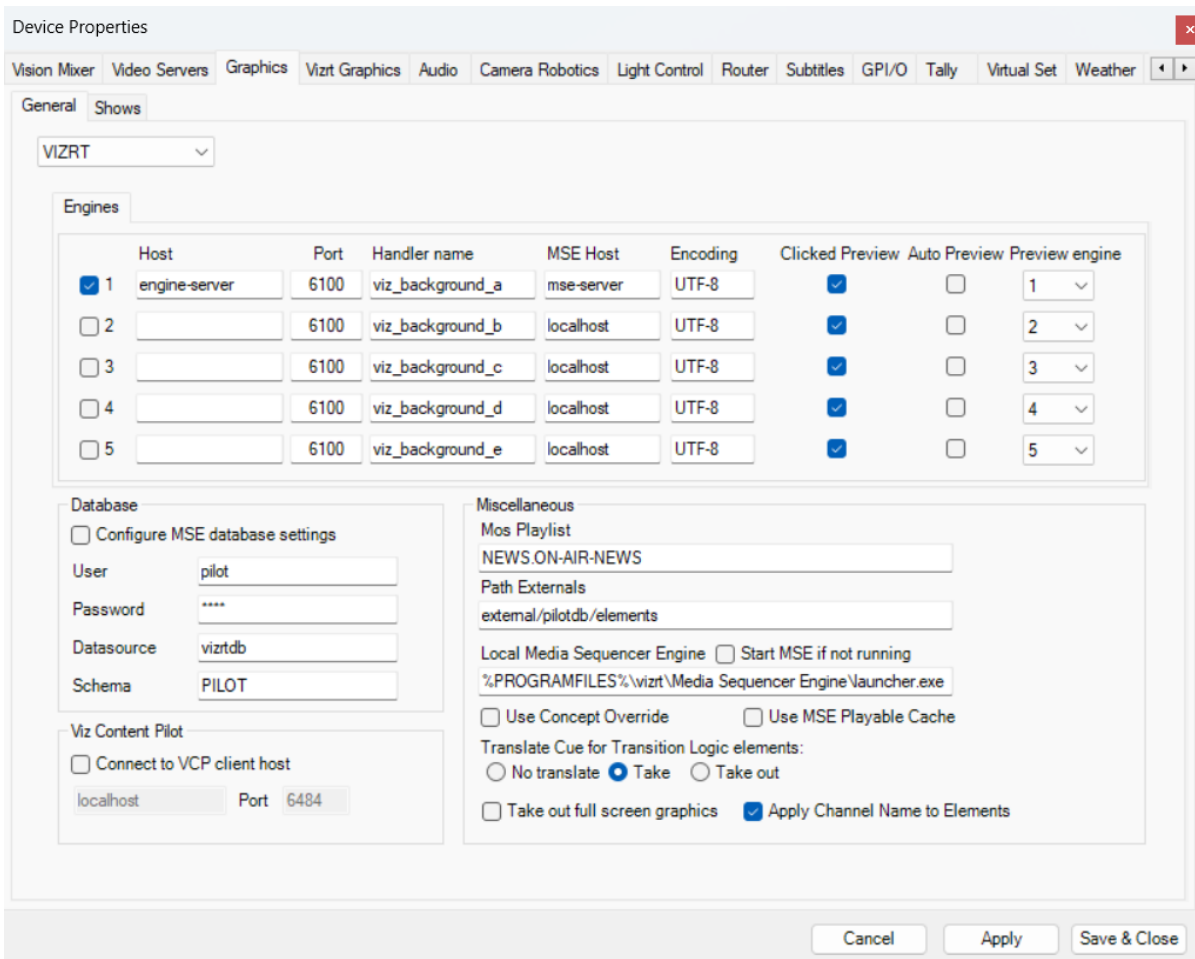 Device Properties
x
Vision Mixer Video Servers Graphics Vizrt Graphics Audio Camera Robotics Light Control Router Subtitles GPI/O Tally Virtual Set Weather
General Shows
VIZRT
Engines
Host Port Handler name MSE Host Encoding Clicked Preview Auto Preview Preview engine
1 engine-server 6100 viz_background_a mse-server UTF-8 1
2 6100 viz_background_b localhost UTF-8 2
3 6100 viz_background_c localhost UTF-8 3
4 6100 viz_background_d localhost UTF-8 4
5 6100 viz_background_e localhost UTF-8 5
Database
Configure MSE database settings
User pilot
Password ****
Datasource vizrtdb
Schema PILOT
Viz Content Pilot
Connect to VCP client host
localhost Port 6484
Miscellaneous
Mos Playlist
NEWS.ON-AIR-NEWS
Path Externals
external/pilotdb/elements
Local Media Sequencer Engine Start MSE if not running
%PROGRAMFILES%\vizrt\Media Sequencer Engine\launcher.exe
Use Concept Override Use MSE Playable Cache
Translate Cue for Transition Logic elements:
No translate Take Take out
Take out full screen graphics Apply Channel Name to Elements
Cancel Apply Save & Close